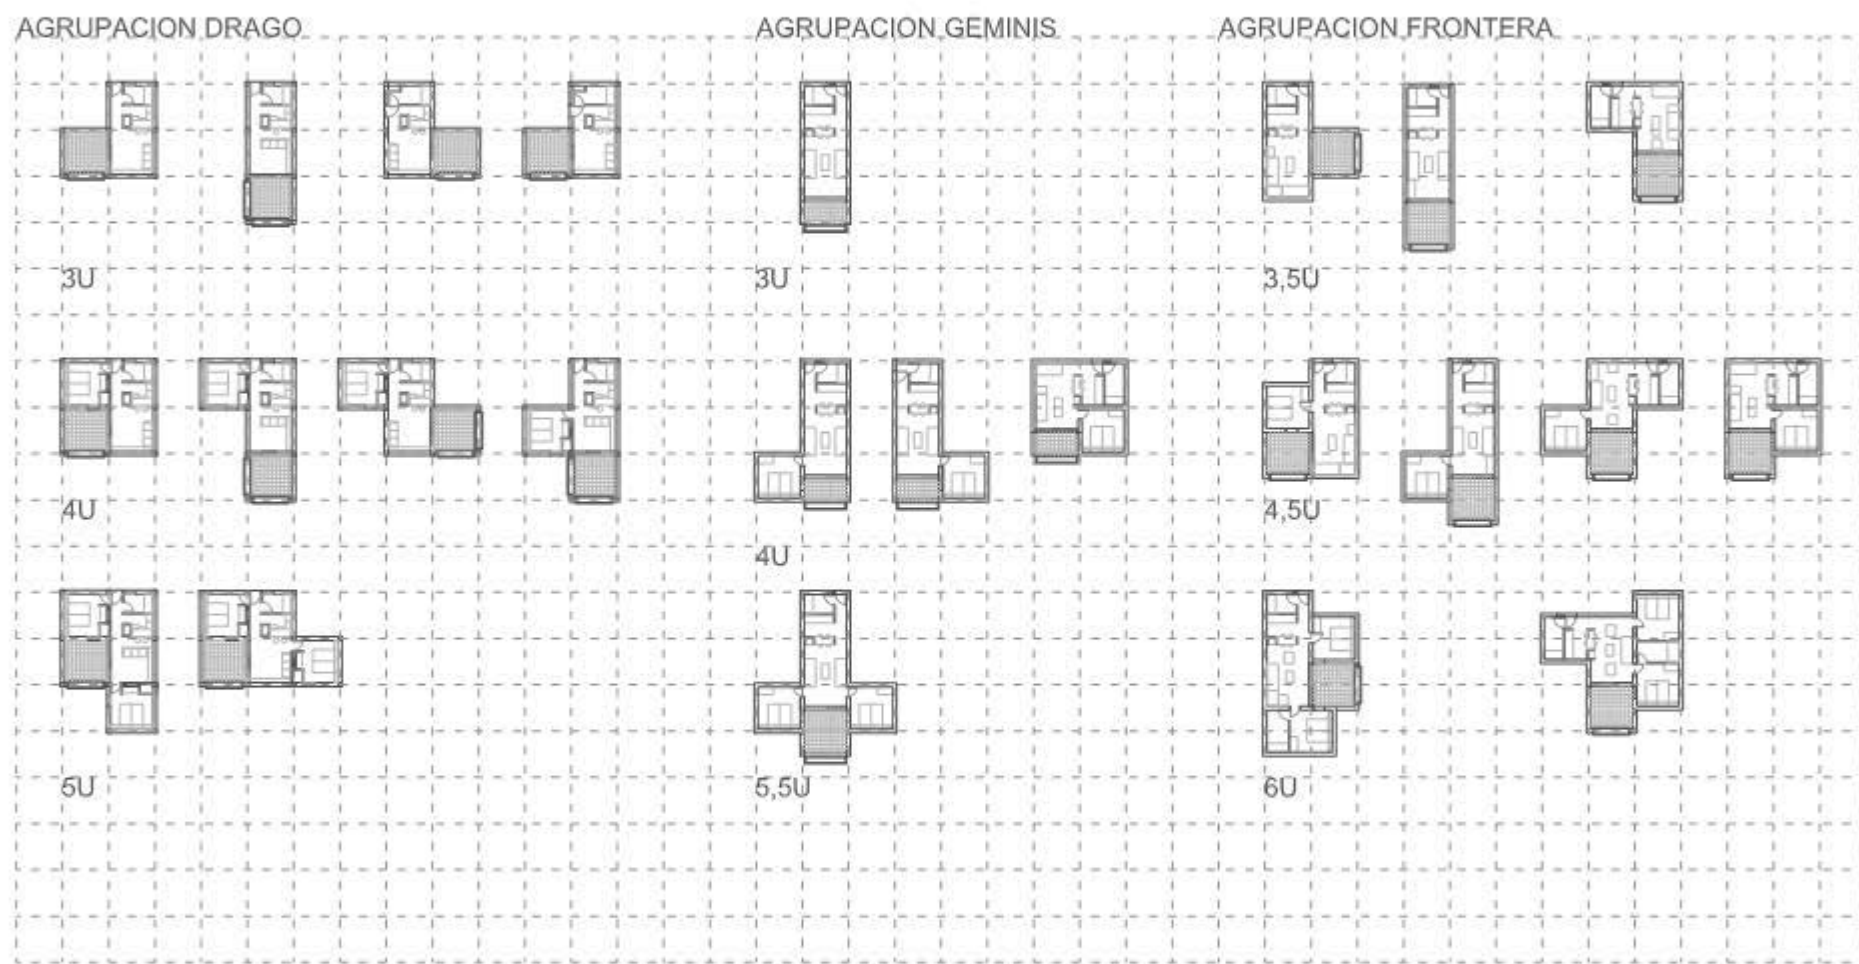 AGRUPACION DRAGO
AGRUPACION GEMINIS
AGRUPACION FRONTERA
3U
3U
3,5U
4U
4U
4,5U
5U
5,5U
6U